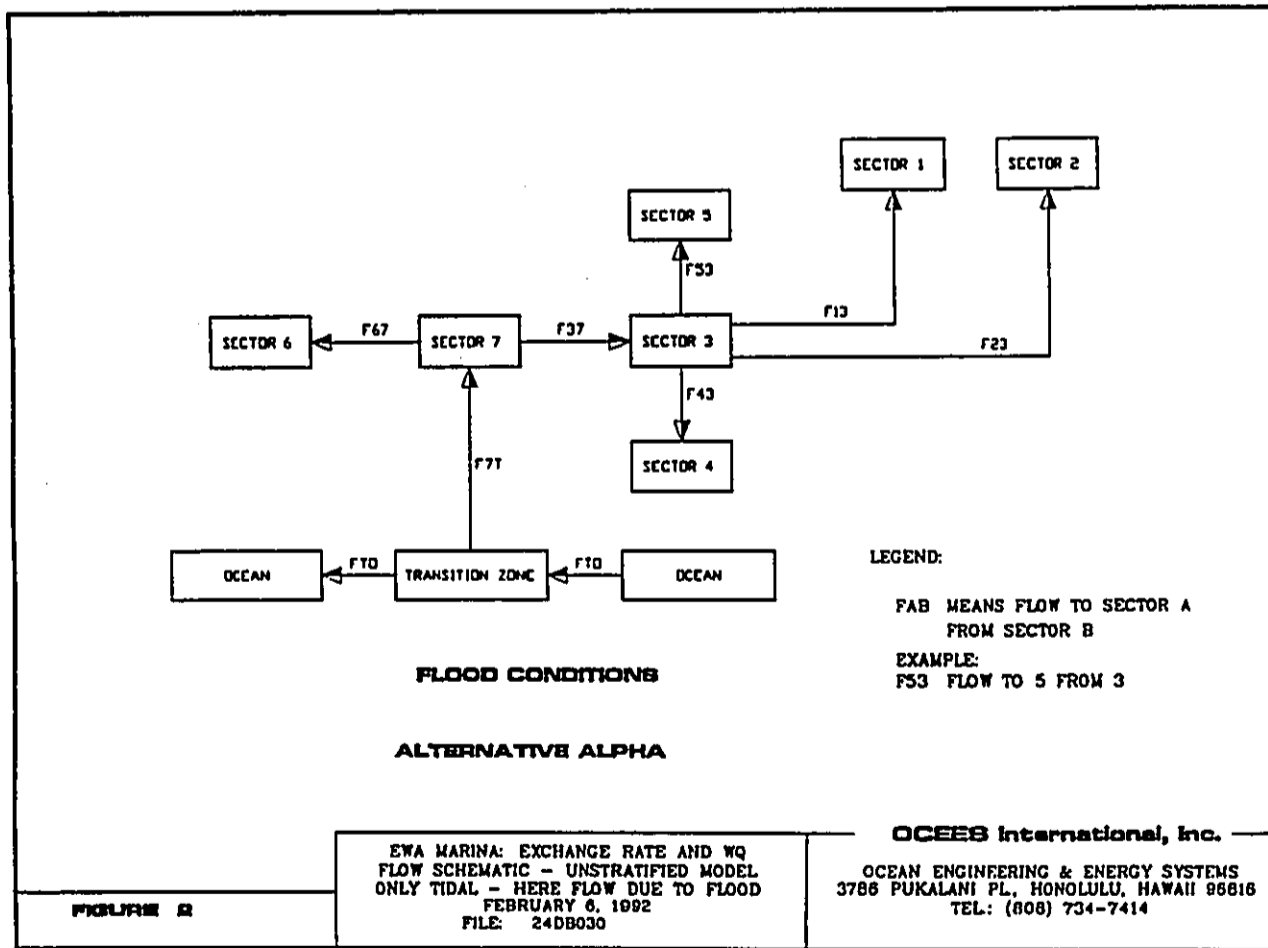 SECTOR 1
SECTOR 2
SECTOR 5
F53
F13
SECTOR 6
F67
SECTOR 7
F37
SECTOR 3
F23
F43
SECTOR 4
F7T
OCEAN
FTO
TRANSITION ZONE
FTO
OCEAN
LEGEND:
FAB MEANS FLOW TO SECTOR A
FROM SECTOR B
EXAMPLE:
F53 FLOW TO 5 FROM 3
FLOOD CONDITIONS
ALTERNATIVE ALPHA
OCEES International, Inc.
EWA MARINA: EXCHANGE RATE AND WQ
FLOW SCHEMATIC - UNSTRATIFIED MODEL
ONLY TIDAL - HERE FLOW DUE TO FLOOD
FEBRUARY 6, 1992
FILE: 24DB030
OCEAN ENGINEERING & ENERGY SYSTEMS
3786 PUKALANI PL, HONOLULU, HAWAII 96816
TEL: (808) 734-7414
FIGURE 2